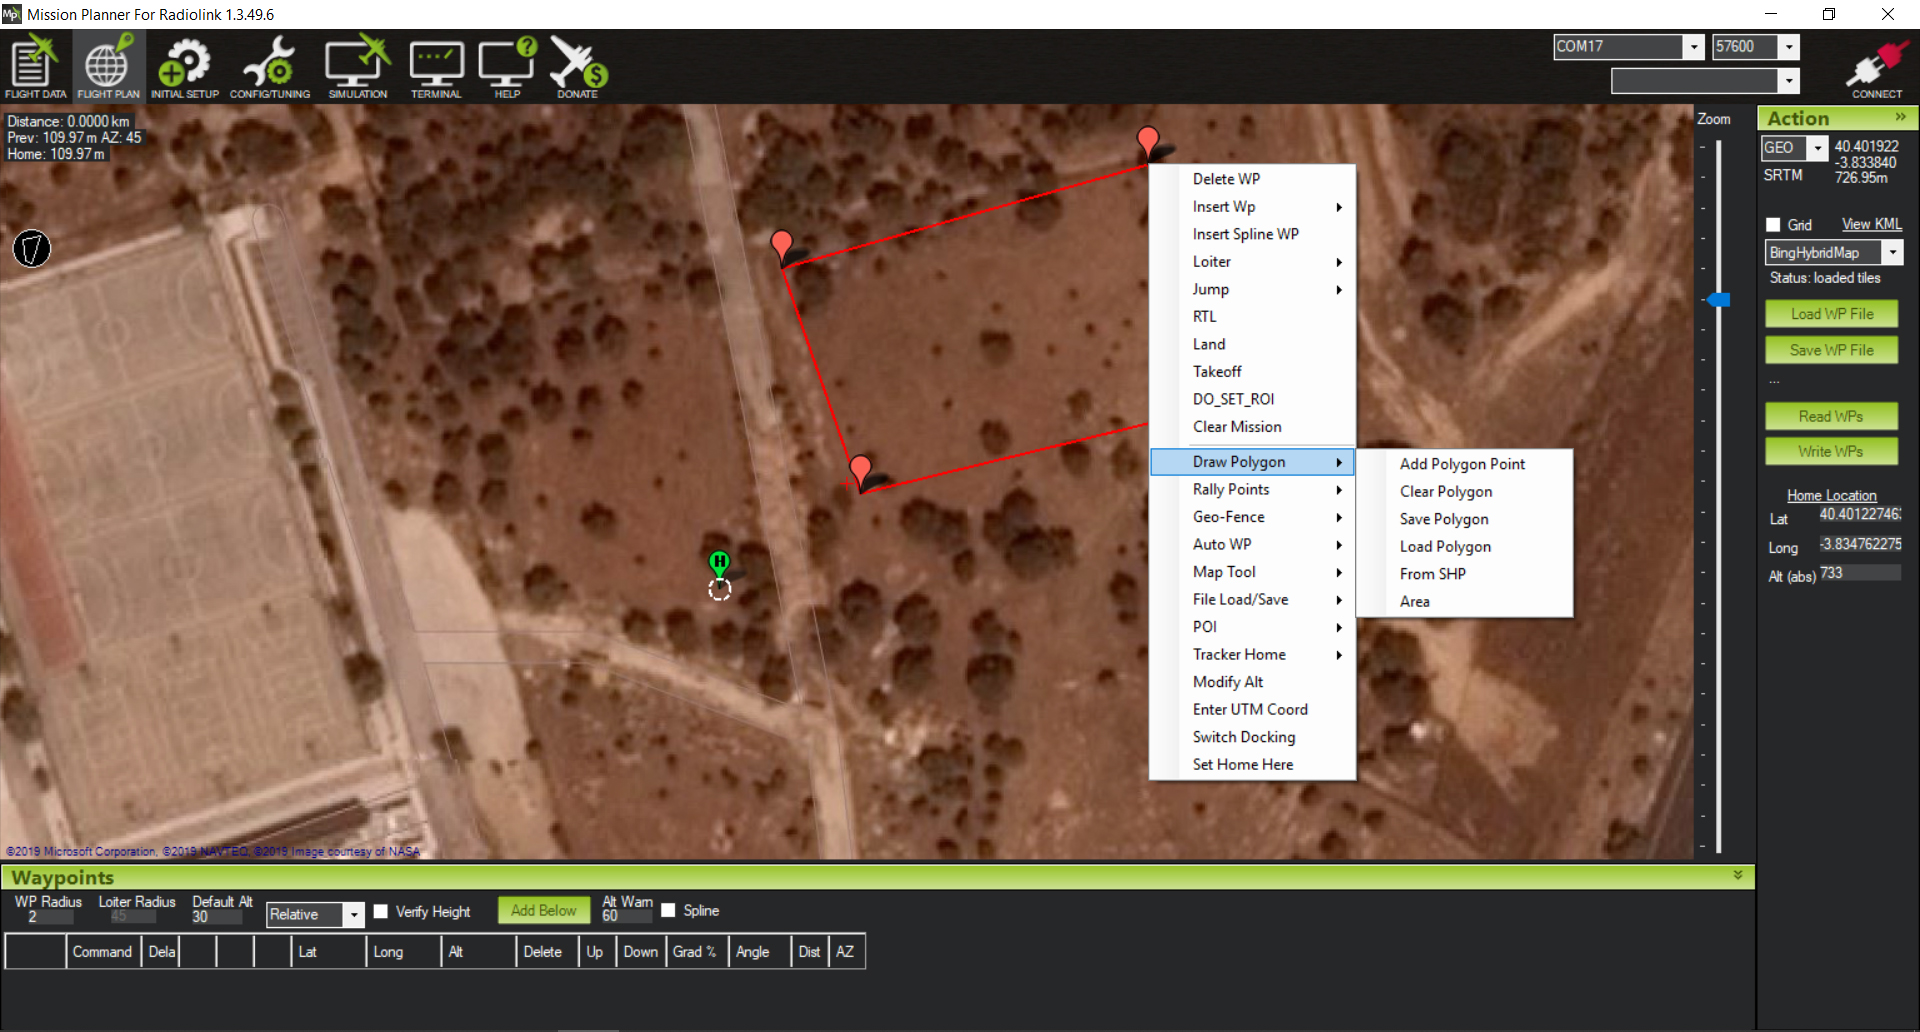 Mission Planner For Radiolink 1.3.49.6
FLIGHT DATA
FLIGHT PLAN
INITIAL SETUP
CONFIG/TUNING
SIMULATION
TERMINAL
HELP
DONATE
COM17
57600
CONNECT
Distance: 0.0000 km
Prev: 109.97 m AZ: 45
Home: 109.97 m
H
Delete WP
Insert Wp
Insert Spline WP
Loiter
Jump
RTL
Land
Takeoff
DO_SET_ROI
Clear Mission
Draw Polygon
Rally Points
Geo-Fence
Auto WP
Map Tool
File Load/Save
POI
Tracker Home
Modify Alt
Enter UTM Coord
Switch Docking
Set Home Here
Add Polygon Point
Clear Polygon
Save Polygon
Load Polygon
From SHP
Area
Zoom
Action
GEO
40.401922
-3.833840
SRTM
726.95m
Grid
View KML
BingHybridMap
Status: loaded tiles
Load WP File
Save WP File
...
Read WPs
Write WPs
Home Location
Lat 40.401227463
Long -3.834762275
Alt (abs) 733
©2019 Microsoft Corporation, ©2019 NAVTEQ, ©2019 Image courtesy of NASA
Waypoints
WP Radius
2
Loiter Radius
45
Default Alt
30
Relative
Verify Height
Add Below
Alt Warn
60
Spline
Command Dela Lat Long Alt Delete Up Down Grad % Angle Dist AZ